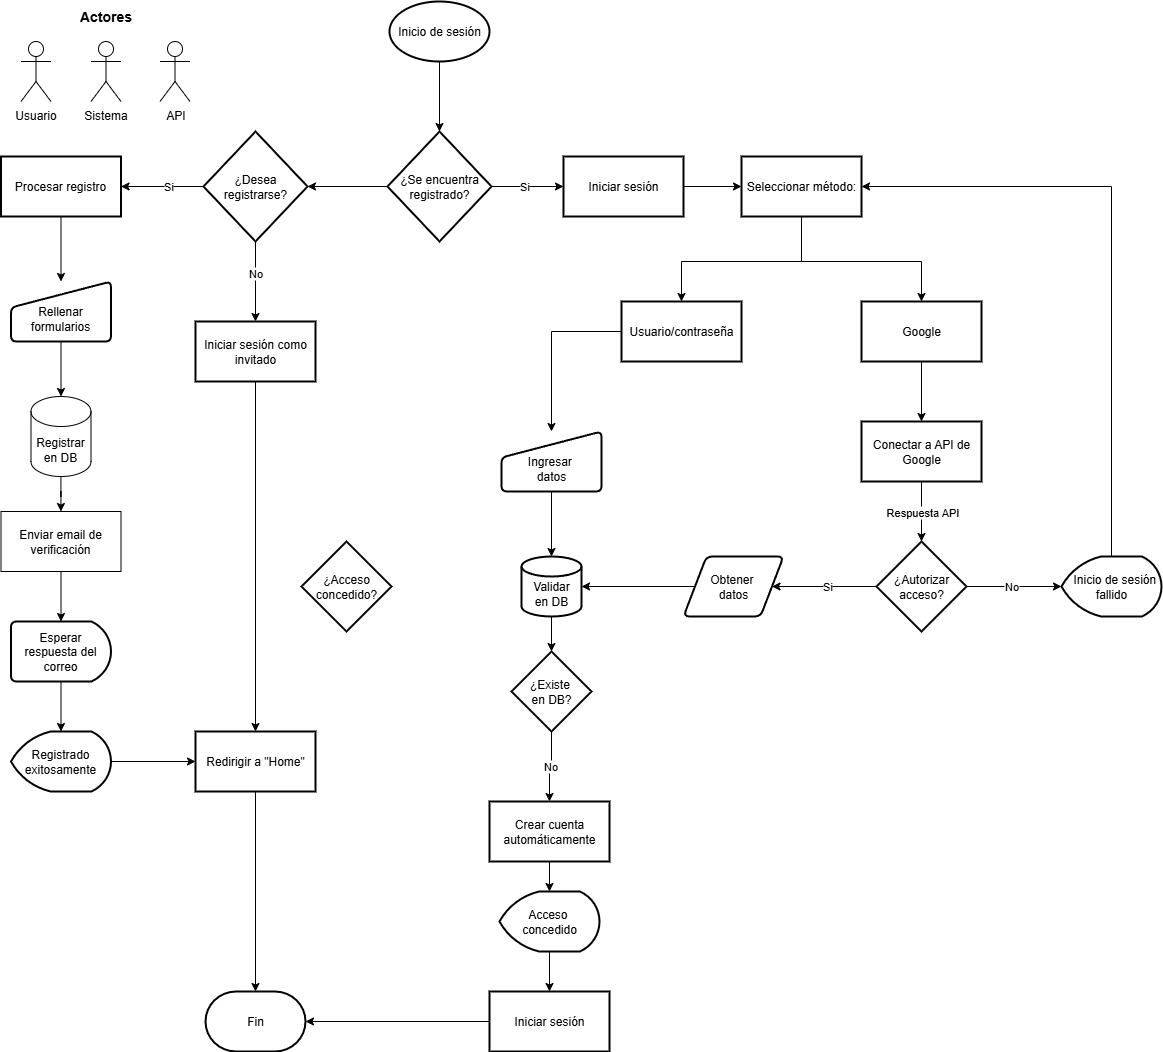 Actores
Usuario
Sistema
API
Inicio de sesión
Procesar registro
Si
¿Desea
registrarse?
¿Se encuentra
registrado?
Si
Iniciar sesión
Seleccionar método:
No
Rellenar
formularios
Iniciar sesión como
invitado
Usuario/contraseña
Google
Registrar
en DB
Ingresar
datos
Conectar a API de
Google
Respuesta API
Enviar email de
verificación
¿Acceso
concedido?
Validar
en DB
Obtener
datos
Si
¿Autorizar
acceso?
No
Inicio de sesión
fallido
Esperar
respuesta del
correo
¿Existe
en DB?
Registrado
exitosamente
Redirigir a "Home"
No
Crear cuenta
automáticamente
Acceso
concedido
Fin
Iniciar sesión